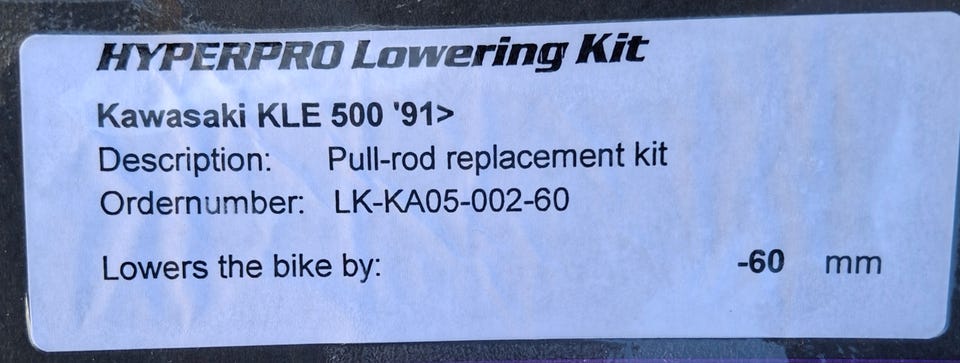 HYPERPRO Lowering Kit
Kawasaki KLE 500 '91>
Description: Pull-rod replacement kit
Ordernumber: LK-KA05-002-60
Lowers the bike by: -60 mm